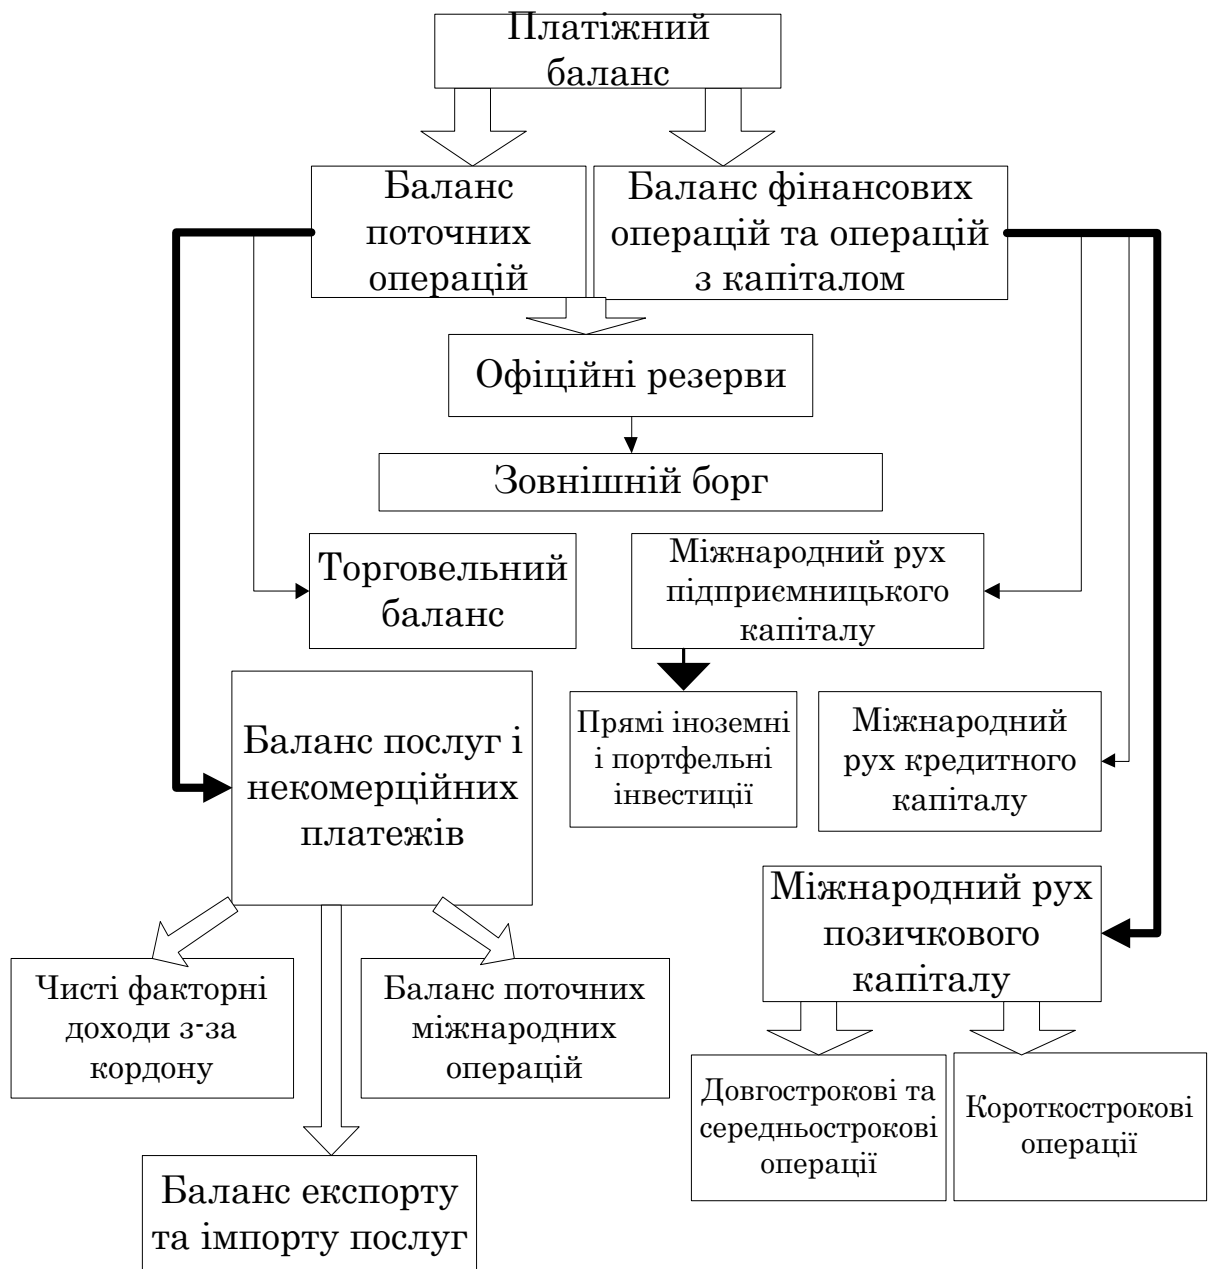 Платіжний
баланс
Баланс
поточних
операцій
Баланс фінансових
операцій та операцій
з капіталом
Офіційні резерви
Зовнішній борг
Торговельний
баланс
Міжнародний рух
підприємницького
капіталу
Баланс послуг і
некомерційних
платежів
Прямі іноземні
і портфельні
інвестиції
Міжнародний
рух кредитного
капіталу
Міжнародний рух
позичкового
капіталу
Чисті факторні
доходи з-за
кордону
Баланс поточних
міжнародних
операцій
Довгострокові та
середньострокові
операції
Короткострокові
операції
Баланс експорту
та імпорту послуг